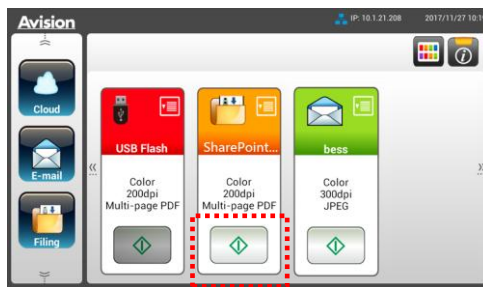 Avision
IP: 10.1.21.208 2017/11/27 10:19
Cloud
E-mail
Filing
USB Flash
Color
200dpi
Multi-page PDF
SharePoint...
Color
200dpi
Multi-page PDF
bess
Color
300dpi
JPEG